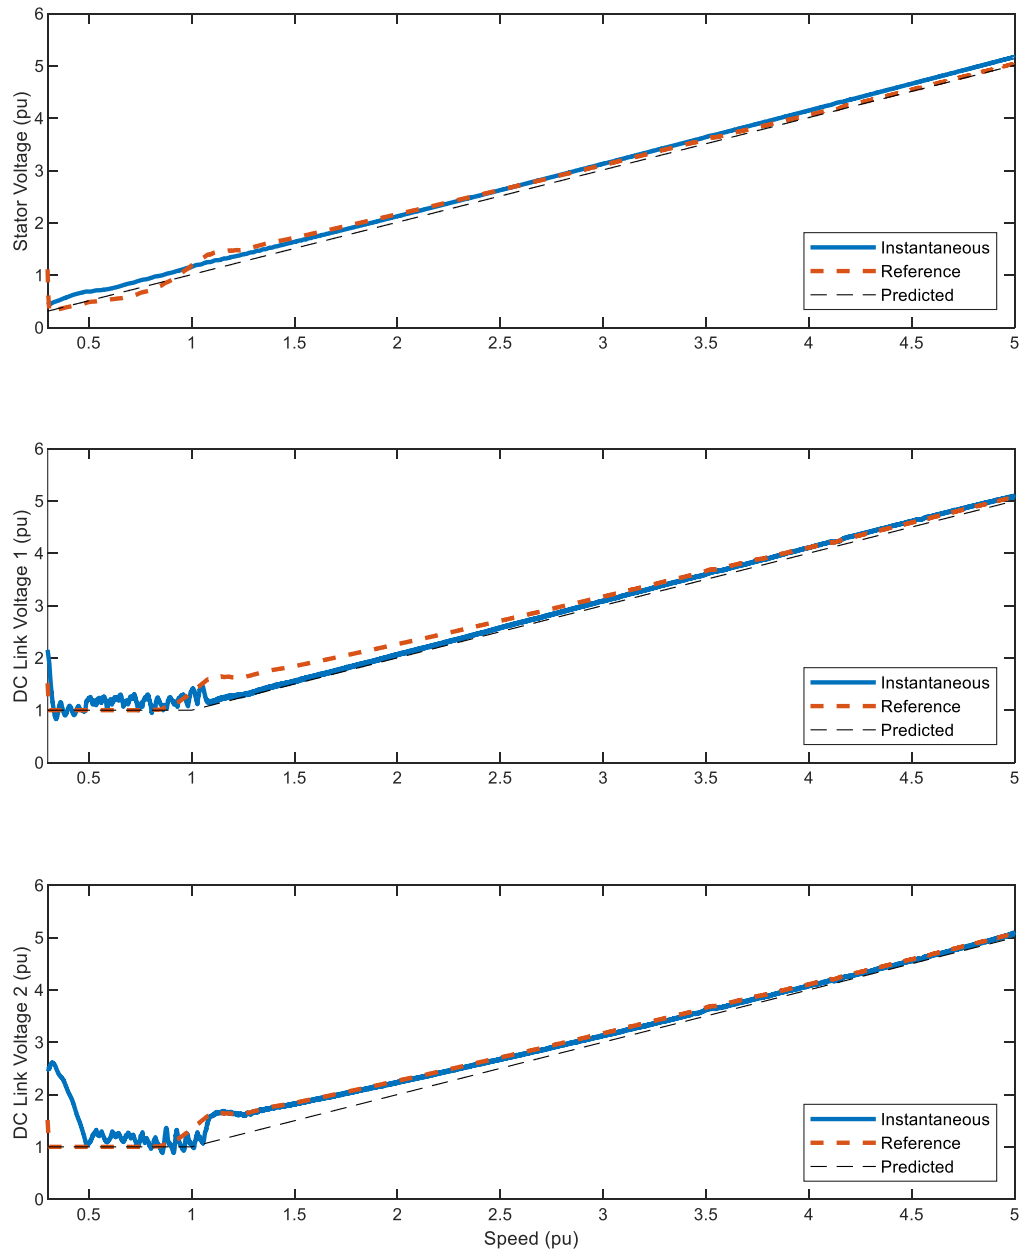 6
5
4
3
2
1
0
Stator Voltage (pu)
Instantaneous
Reference
Predicted
0.5 1 1.5 2 2.5 3 3.5 4 4.5 5
6
5
4
3
2
1
0
DC Link Voltage 1 (pu)
Instantaneous
Reference
Predicted
0.5 1 1.5 2 2.5 3 3.5 4 4.5 5
6
5
4
3
2
1
0
DC Link Voltage 2 (pu)
Instantaneous
Reference
Predicted
0.5 1 1.5 2 2.5 3 3.5 4 4.5 5
Speed (pu)